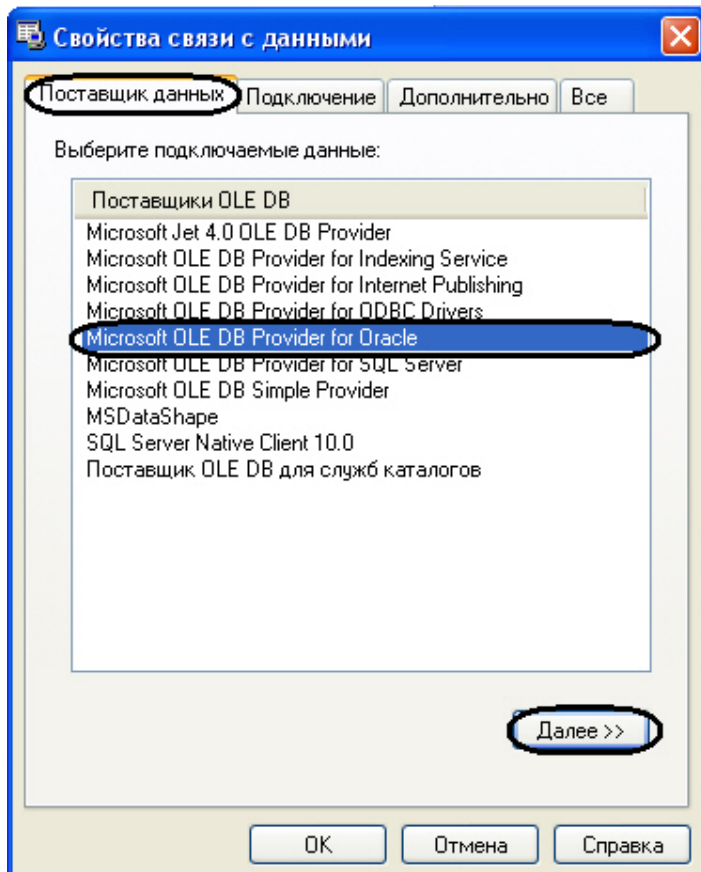 Свойства связи с данными
Поставщик данных Подключение Дополнительно Все
Выберите подключаемые данные:
Поставщики OLE DB
Microsoft Jet 4.0 OLE DB Provider
Microsoft OLE DB Provider for Indexing Service
Microsoft OLE DB Provider for Internet Publishing
Microsoft OLE DB Provider for ODBC Drivers
Microsoft OLE DB Provider for Oracle
Microsoft OLE DB Provider for SQL Server
Microsoft OLE DB Simple Provider
MSDataShape
SQL Server Native Client 10.0
Поставщик OLE DB для служб каталогов
Далее >>
OK Отмена Справка